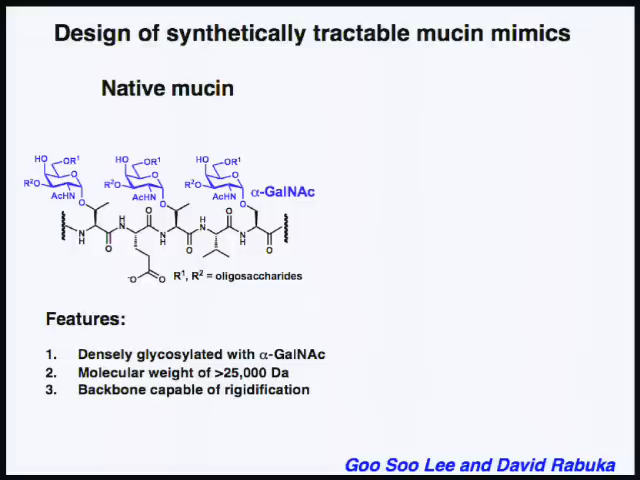 Design of synthetically tractable mucin mimics
Native mucin
HO OR¹ HO OR¹ HO OR¹
O O O
R²O R²O R²O
AcHN AcHN AcHN α-GalNAc
O O O
O O
H H H
N N N
N N N
H H H
O O O
⁻O O R¹, R² = oligosaccharides
Features:
1. Densely glycosylated with α-GalNAc
2. Molecular weight of >25,000 Da
3. Backbone capable of rigidification
Goo Soo Lee and David Rabuka